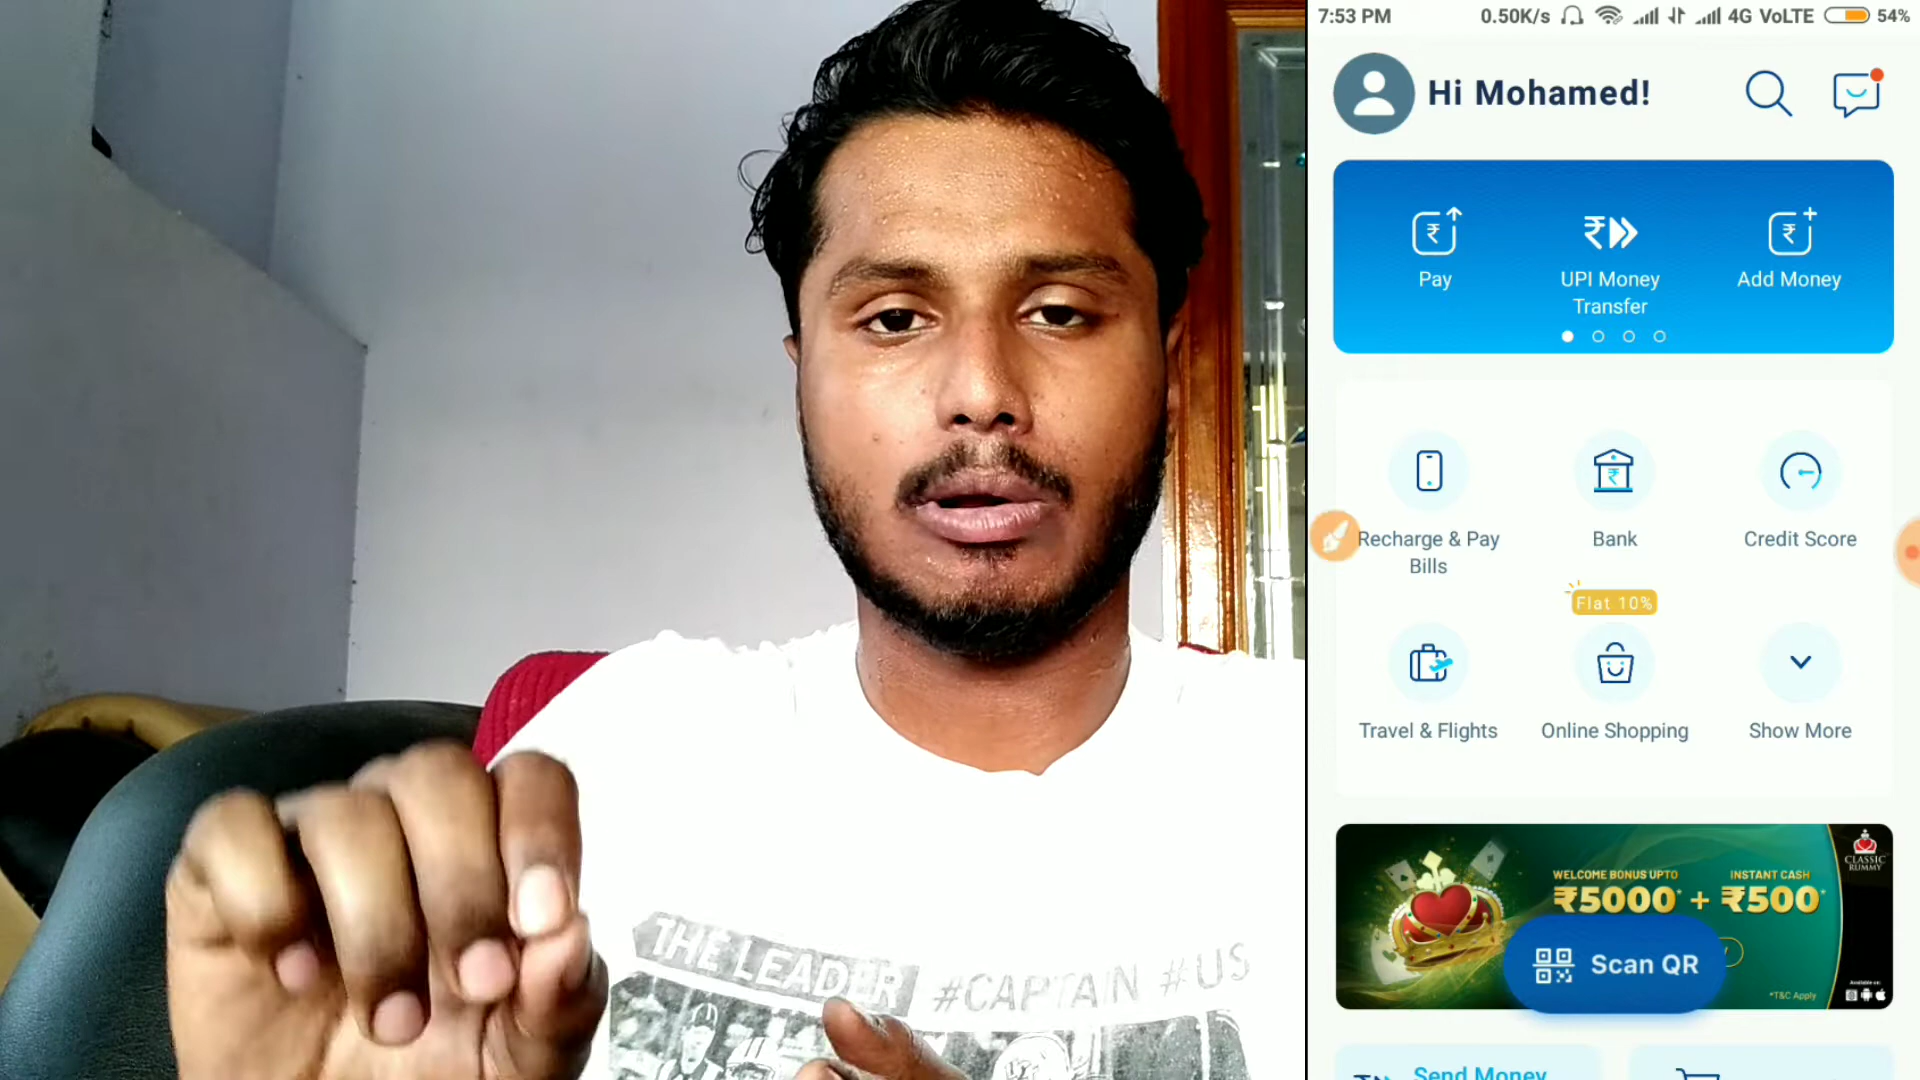 7:53 PM
0.50K/s
4G VoLTE
54%
Hi Mohamed!
Pay
UPI Money
Transfer
Add Money
Recharge & Pay
Bills
Bank
Credit Score
Flat 10%
Travel & Flights
Online Shopping
Show More
WELCOME BONUS UPTO
₹5000* +
INSTANT CASH
₹500*
CLASSIC
RUMMY
Scan QR
*T&C Apply
Available on:
Send Money
THE LEADER
#CAPTAIN #US